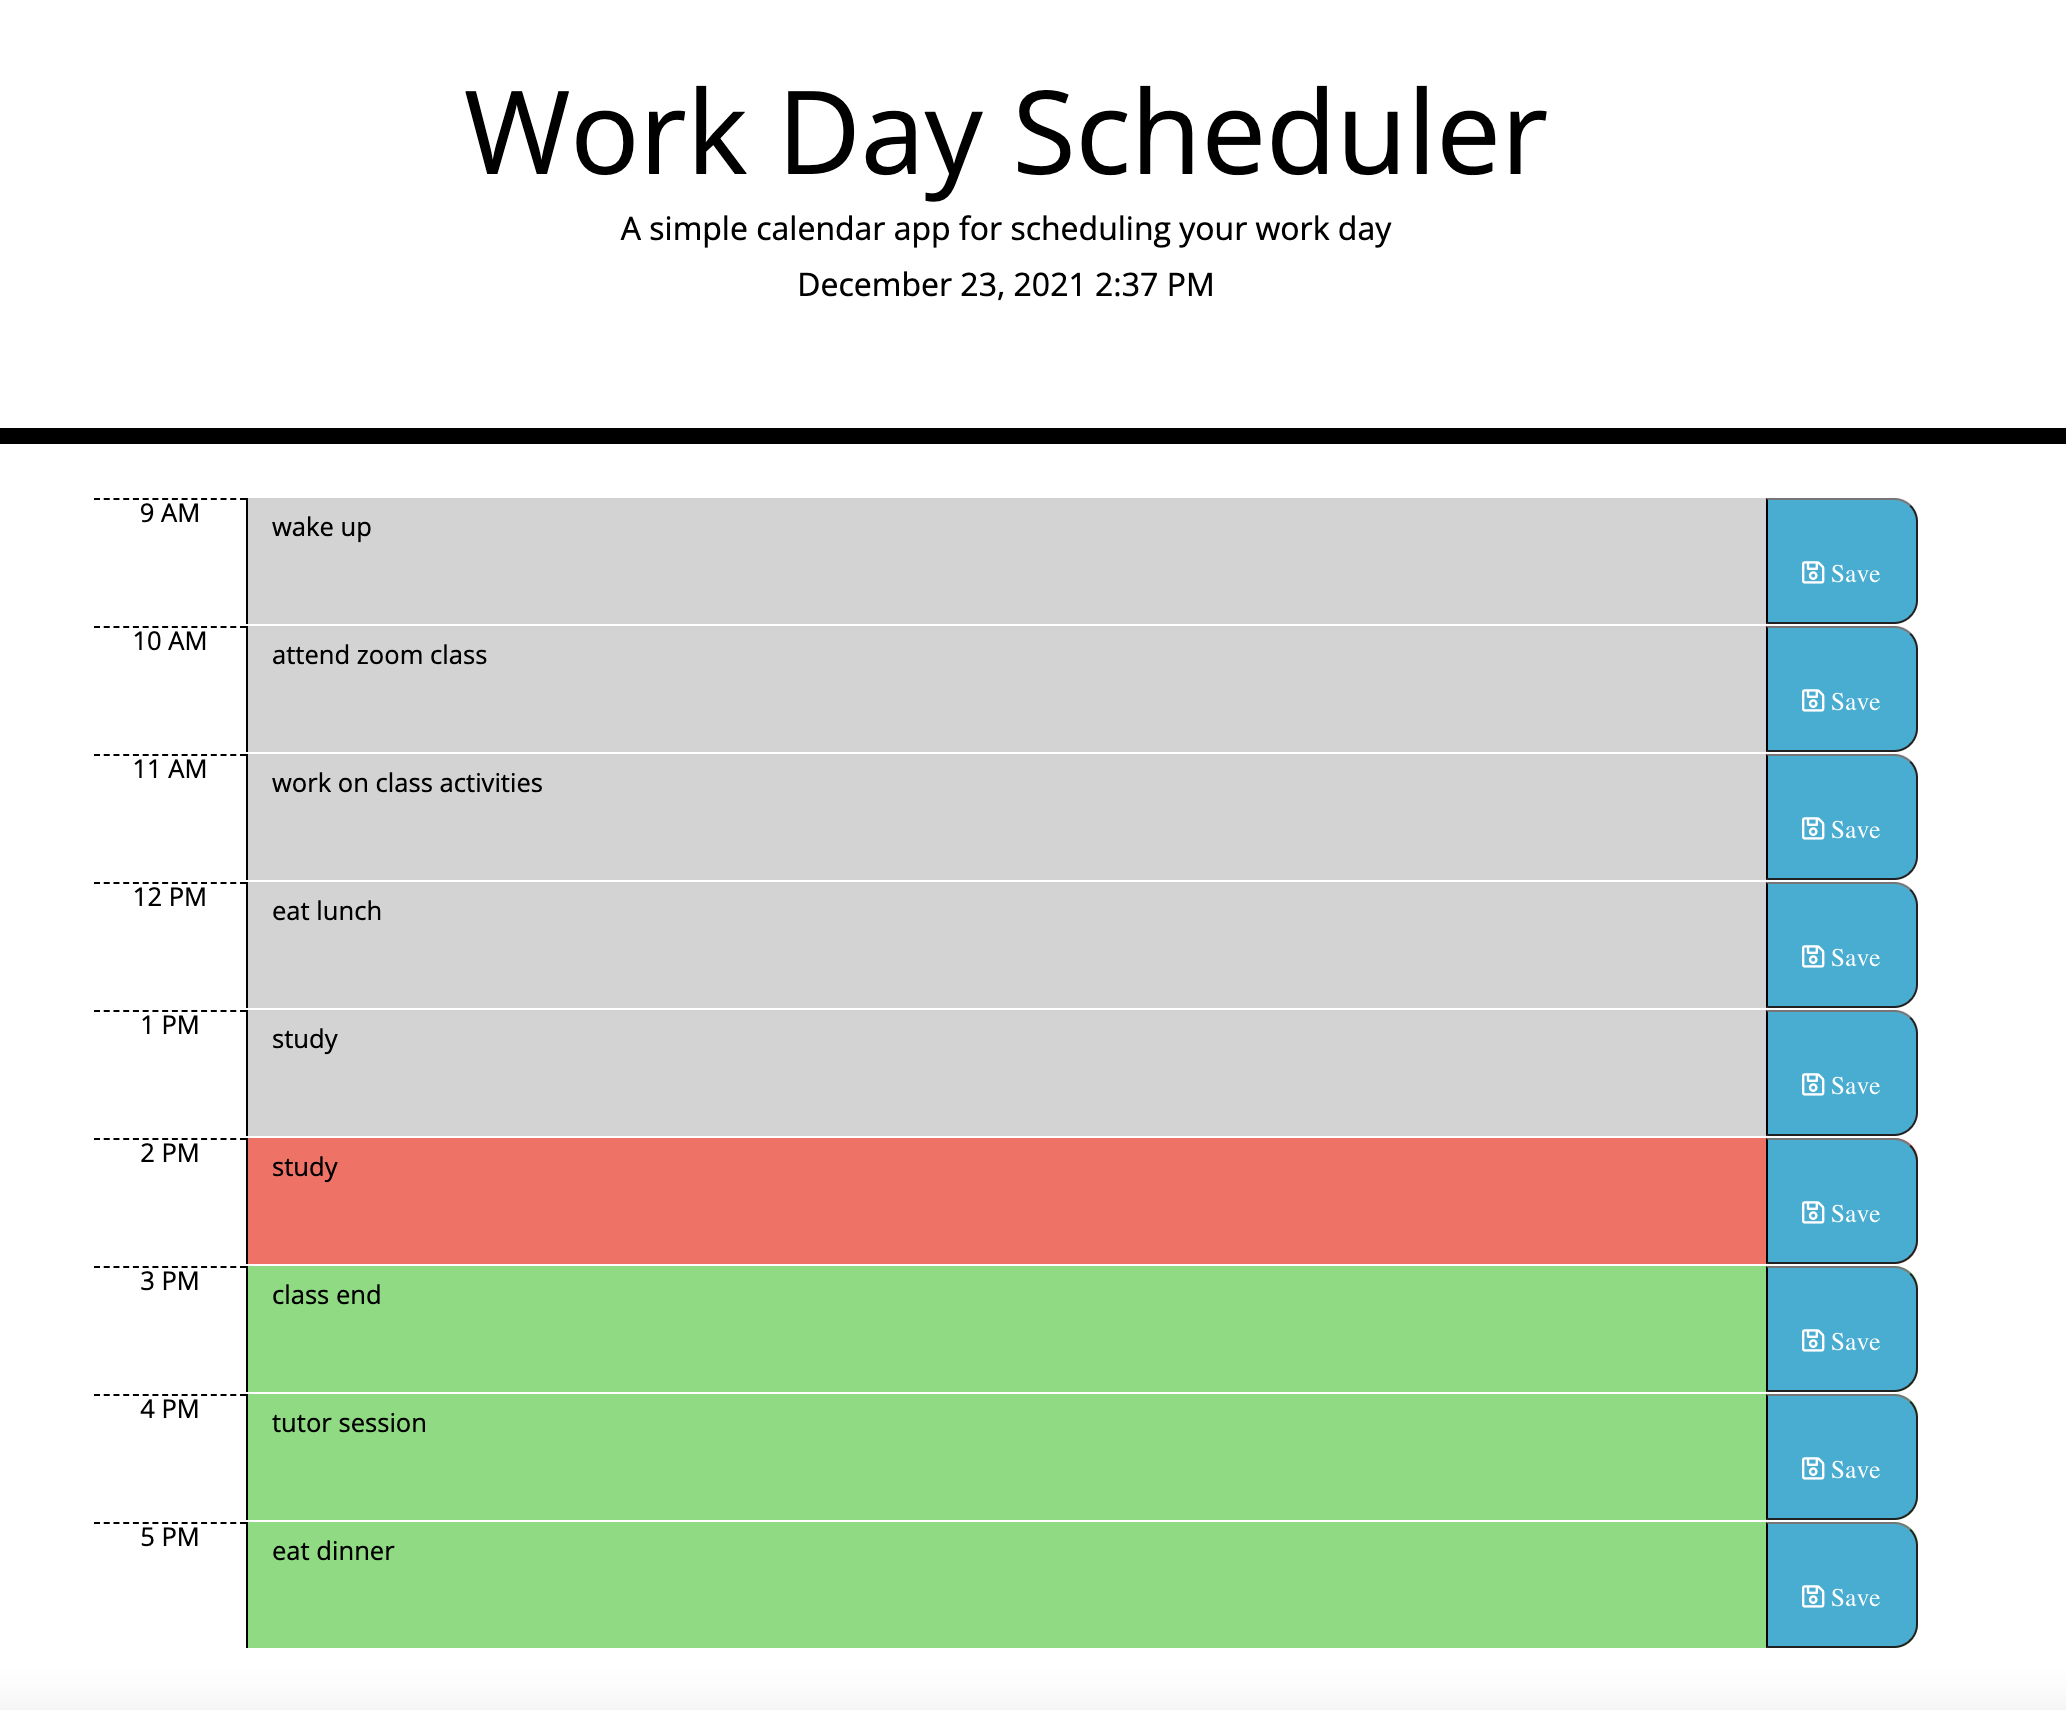 Work Day Scheduler
A simple calendar app for scheduling your work day
December 23, 2021 2:37 PM
9 AM
wake up
Save
10 AM
attend zoom class
Save
11 AM
work on class activities
Save
12 PM
eat lunch
Save
1 PM
study
Save
2 PM
study
Save
3 PM
class end
Save
4 PM
tutor session
Save
5 PM
eat dinner
Save